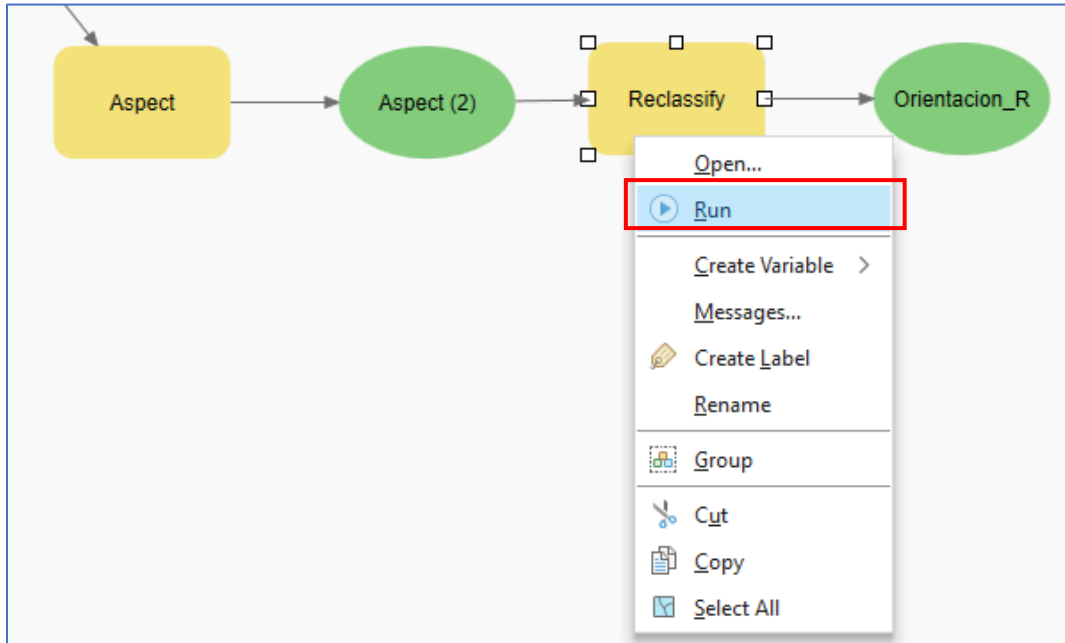 Aspect
Aspect (2)
Reclassify
Orientacion_R
Open...
Run
Create Variable
Messages...
Create Label
Rename
Group
Cut
Copy
Select All